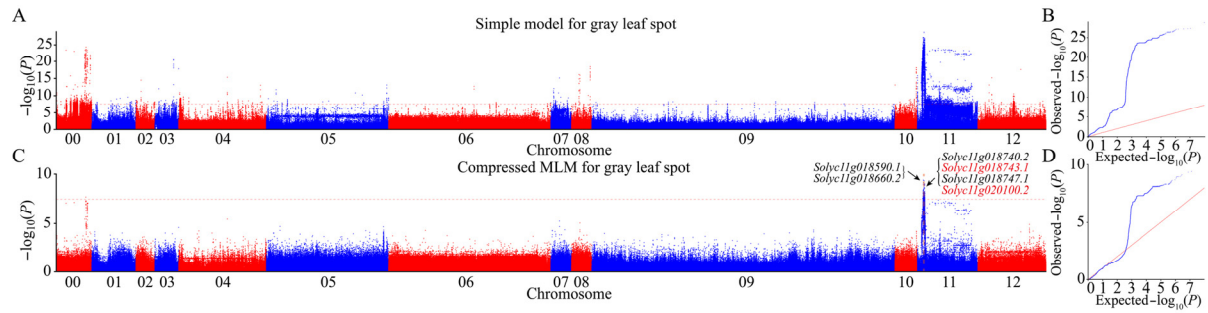 A
Simple model for gray leaf spot
B
−log₁₀(P)
25
20
15
10
7.5
5
0
00 01 02 03 04 05 06 07 08 09 10 11 12
Chromosome
Observed−log₁₀(P)
25
20
15
10
5
0
0 1 2 3 4 5 6 7
Expected−log₁₀(P)
C
Compressed MLM for gray leaf spot
D
−log₁₀(P)
10
5
0
Solyc11g018590.1
Solyc11g018660.2
Solyc11g018740.2
Solyc11g018743.1
Solyc11g018747.1
Solyc11g020100.2
00 01 02 03 04 05 06 07 08 09 10 11 12
Chromosome
Observed−log₁₀(P)
10
5
0
0 1 2 3 4 5 6 7
Expected−log₁₀(P)